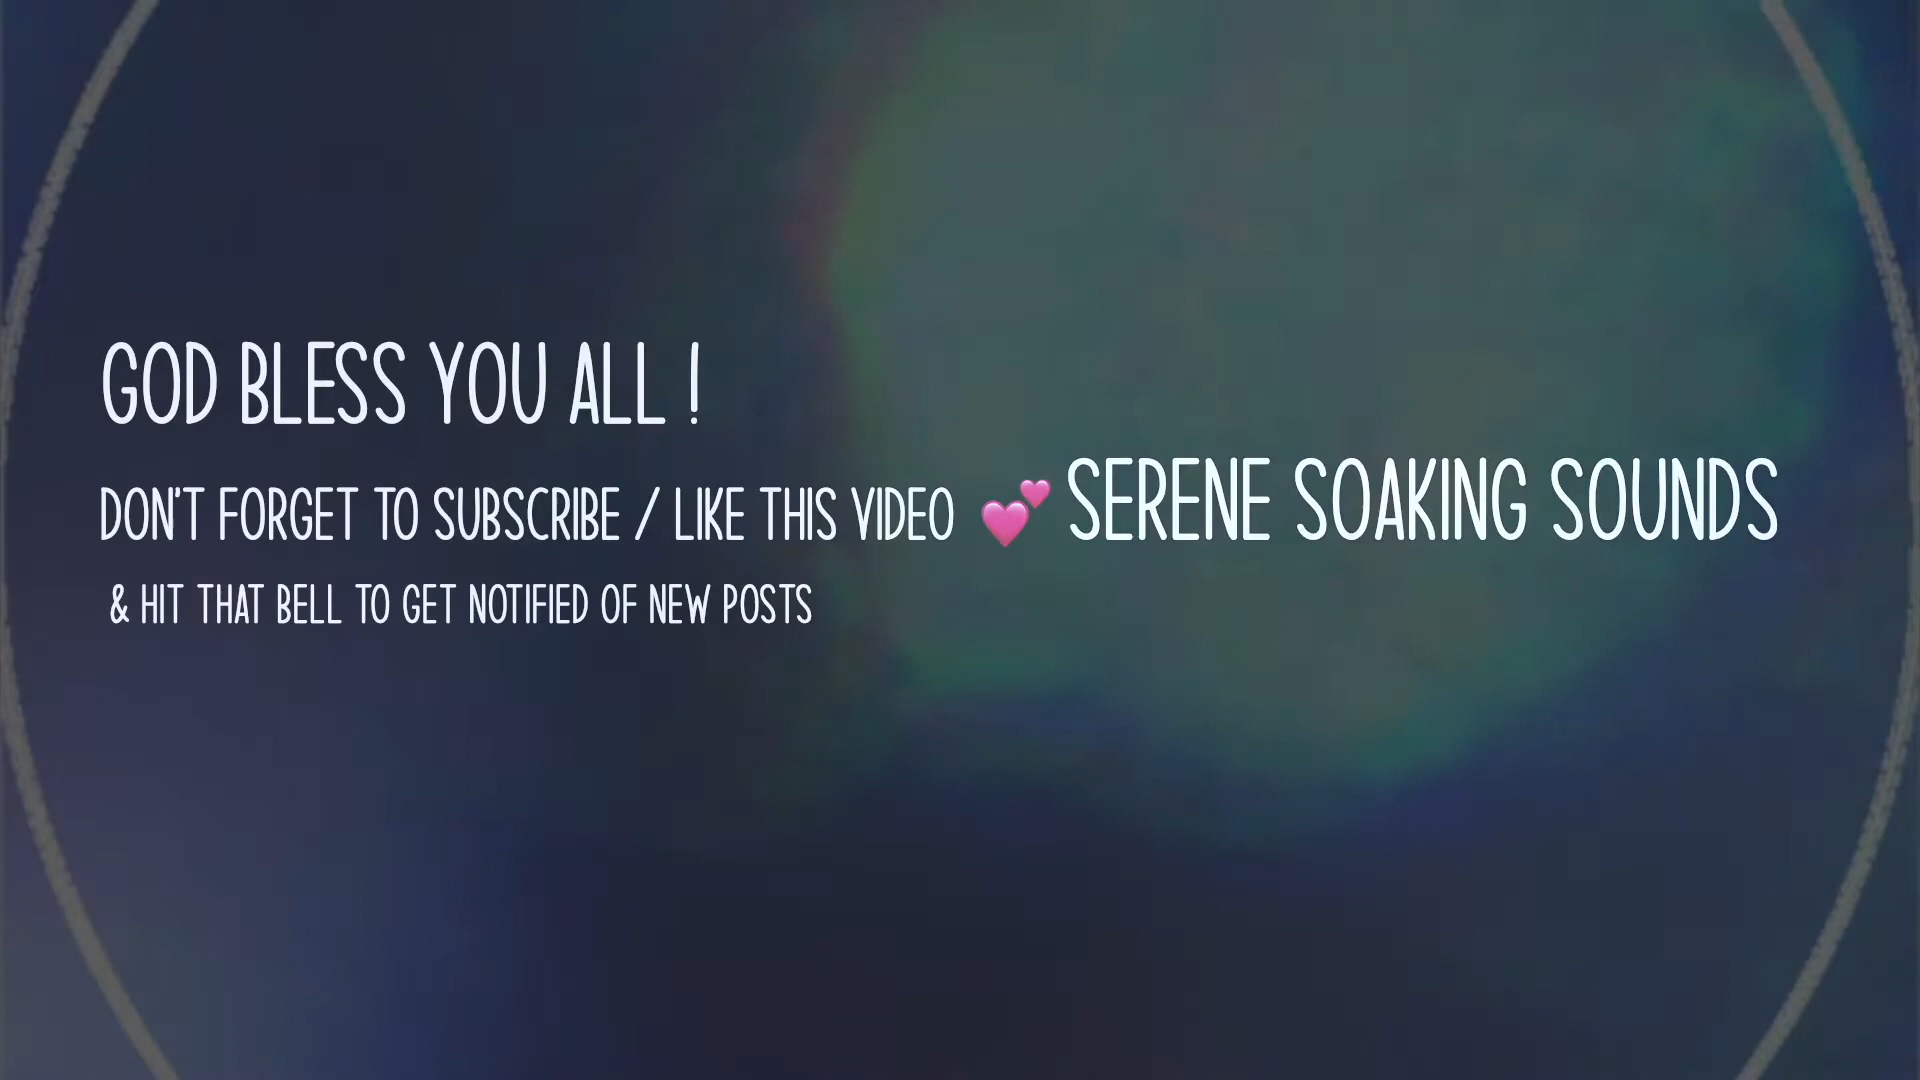 GOD BLESS YOU ALL !
DON'T FORGET TO SUBSCRIBE / LIKE THIS VIDEO 💕 SERENE SOAKING SOUNDS
& HIT THAT BELL TO GET NOTIFIED OF NEW POSTS